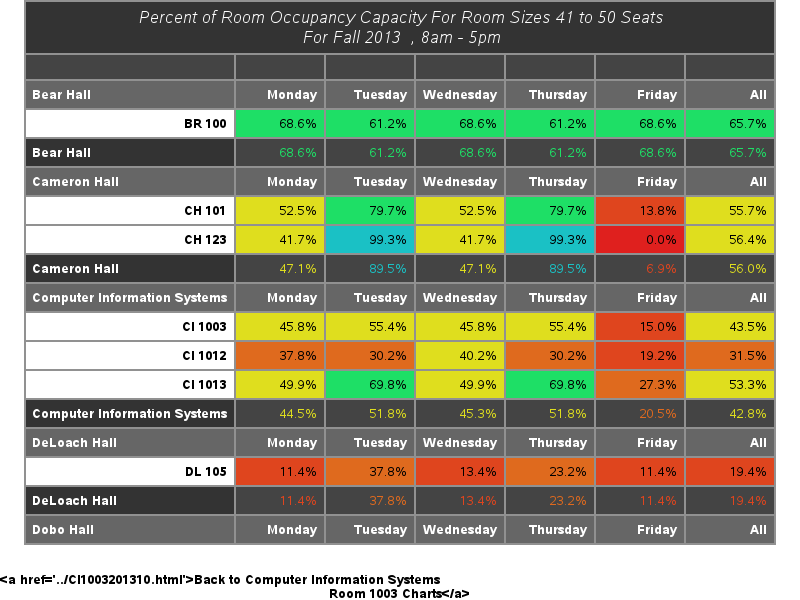 Percent of Room Occupancy Capacity For Room Sizes 41 to 50 Seats
For Fall 2013 , 8am - 5pm
Bear Hall Monday Tuesday Wednesday Thursday Friday All
BR 100 68.6% 61.2% 68.6% 61.2% 68.6% 65.7%
Bear Hall 68.6% 61.2% 68.6% 61.2% 68.6% 65.7%
Cameron Hall Monday Tuesday Wednesday Thursday Friday All
CH 101 52.5% 79.7% 52.5% 79.7% 13.8% 55.7%
CH 123 41.7% 99.3% 41.7% 99.3% 0.0% 56.4%
Cameron Hall 47.1% 89.5% 47.1% 89.5% 6.9% 56.0%
Computer Information Systems Monday Tuesday Wednesday Thursday Friday All
CI 1003 45.8% 55.4% 45.8% 55.4% 15.0% 43.5%
CI 1012 37.8% 30.2% 40.2% 30.2% 19.2% 31.5%
CI 1013 49.9% 69.8% 49.9% 69.8% 27.3% 53.3%
Computer Information Systems 44.5% 51.8% 45.3% 51.8% 20.5% 42.8%
DeLoach Hall Monday Tuesday Wednesday Thursday Friday All
DL 105 11.4% 37.8% 13.4% 23.2% 11.4% 19.4%
DeLoach Hall 11.4% 37.8% 13.4% 23.2% 11.4% 19.4%
Dobo Hall Monday Tuesday Wednesday Thursday Friday All
<a href='../CI1003201310.html'>Back to Computer Information Systems
Room 1003 Charts</a>